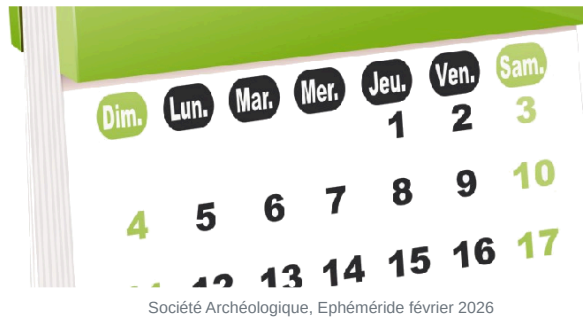 Dim. Lun. Mar. Mer. Jeu. Ven. Sam.
1 2 3
4 5 6 7 8 9 10
11 12 13 14 15 16 17
Société Archéologique, Ephéméride février 2026